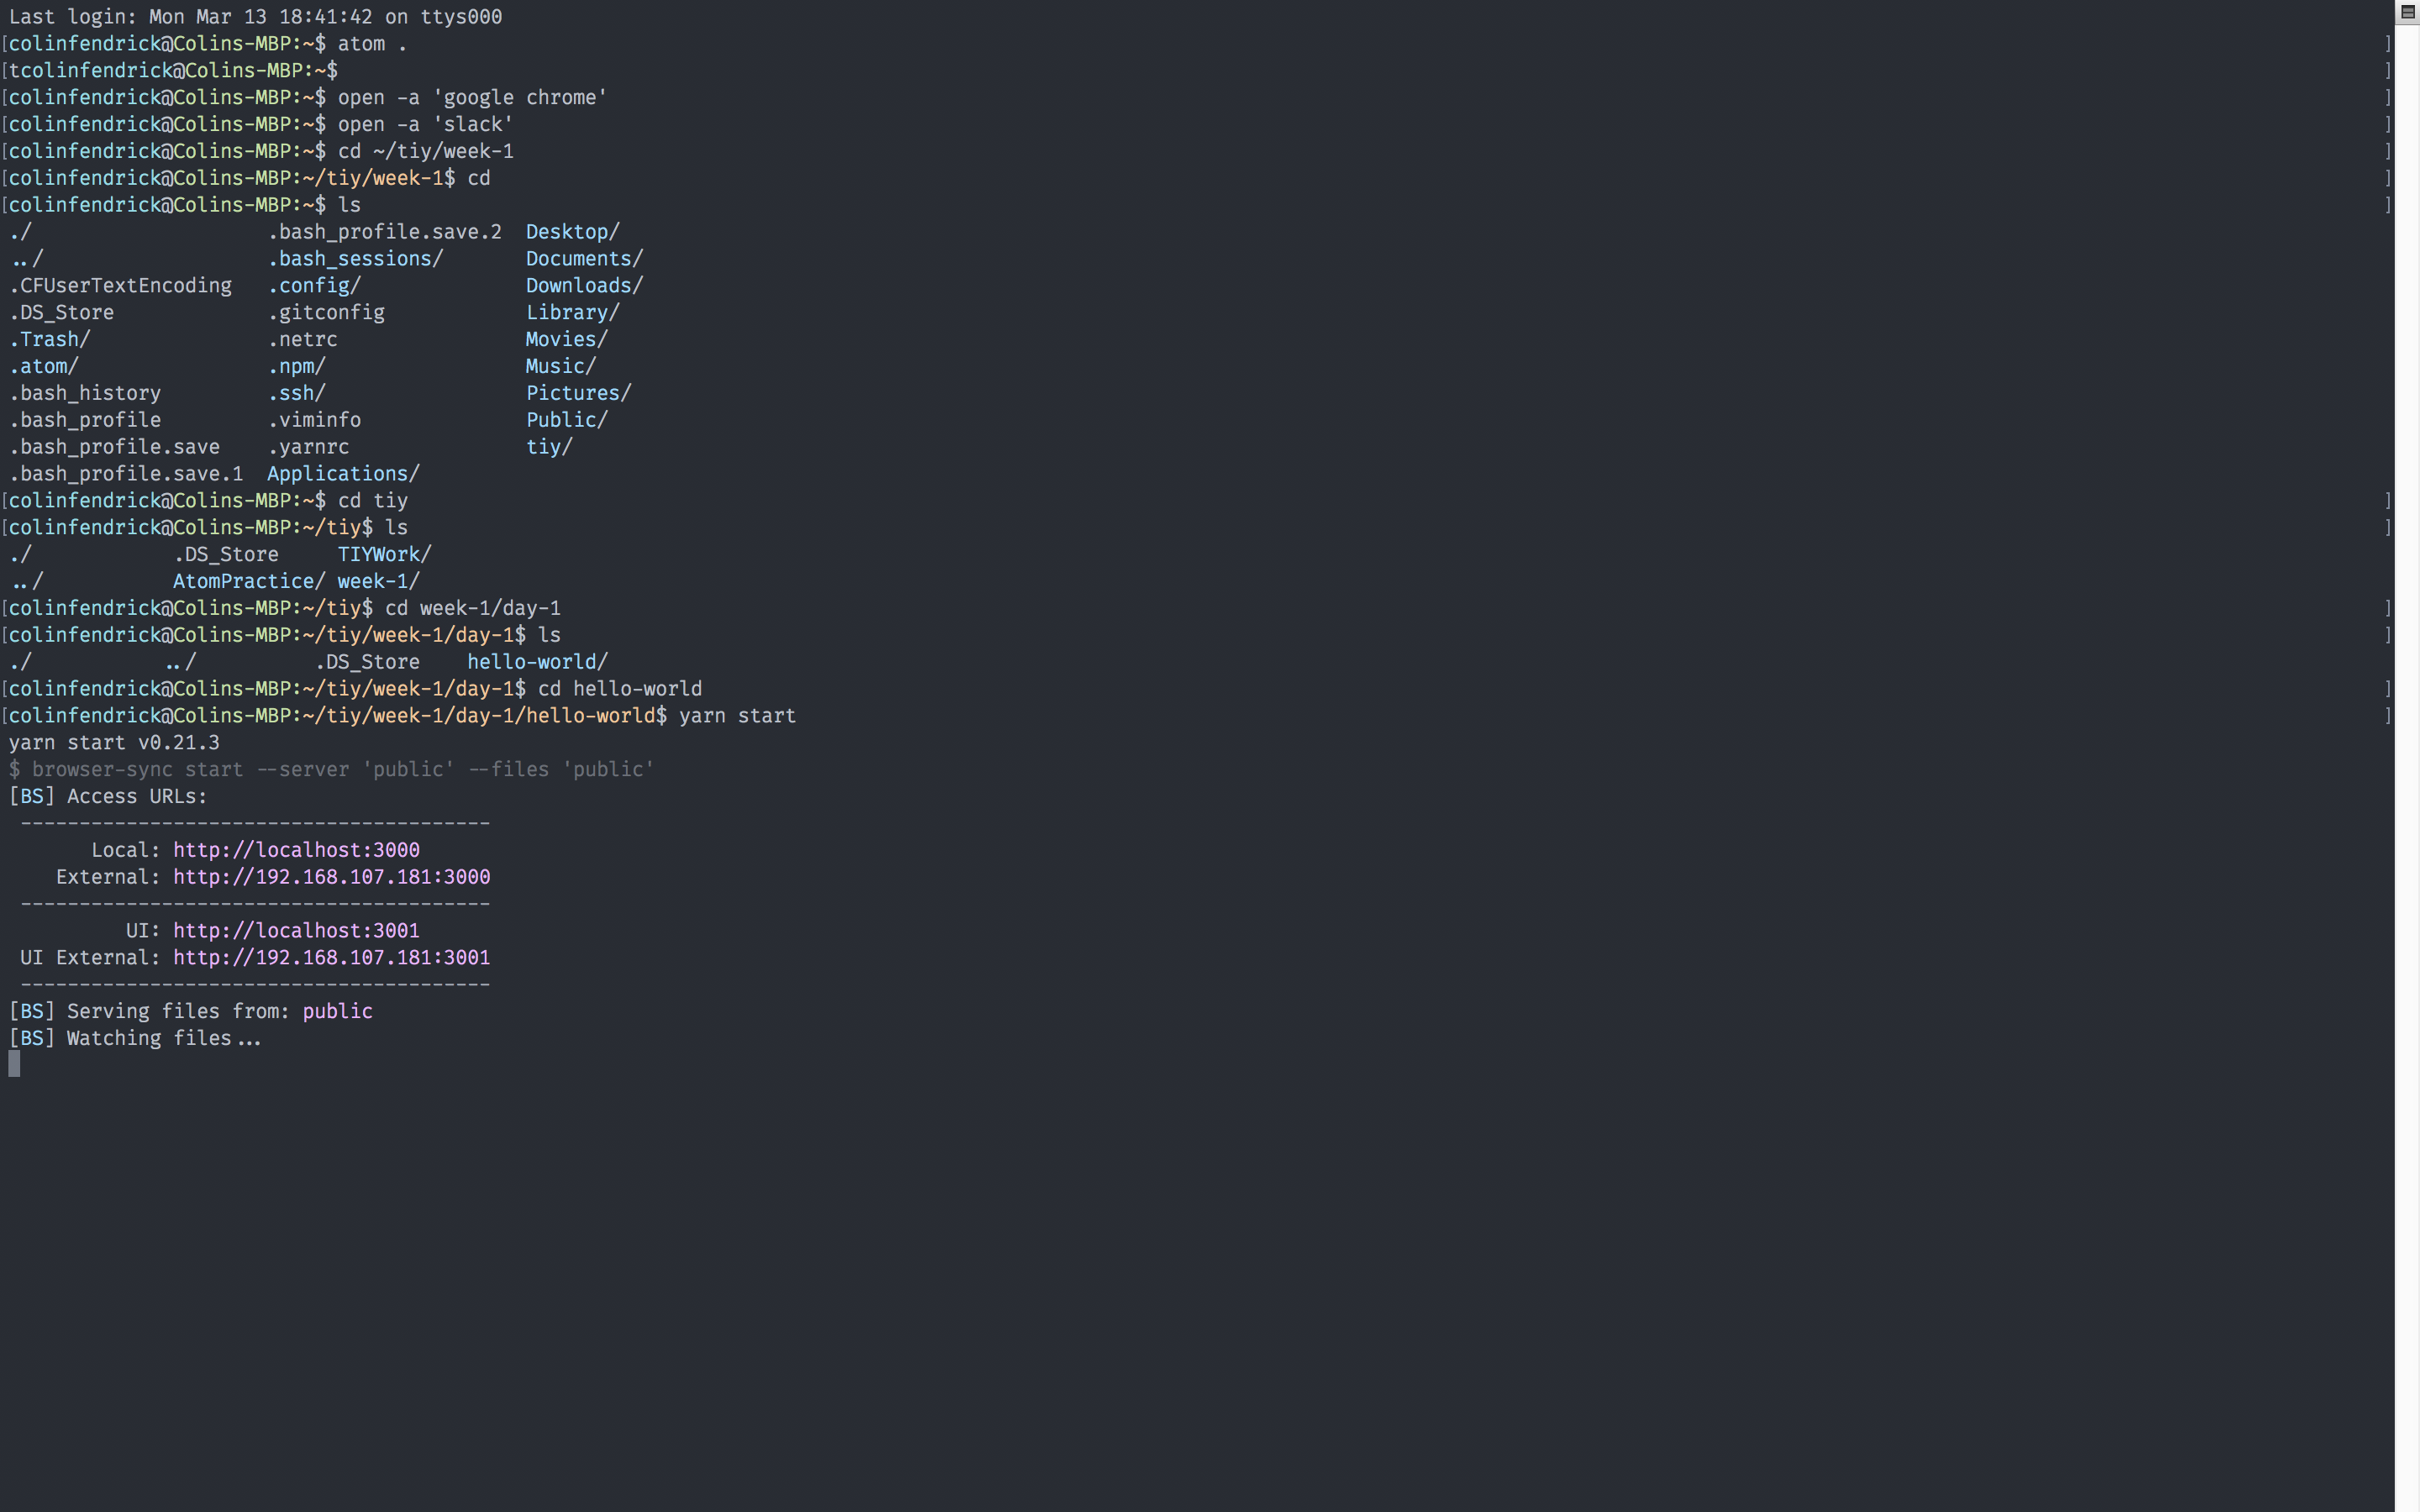 Last login: Mon Mar 13 18:41:42 on ttys000
[colinfendrick@Colins-MBP:~$ atom . ]
[tcolinfendrick@Colins-MBP:~$ ]
[colinfendrick@Colins-MBP:~$ open -a 'google chrome' ]
[colinfendrick@Colins-MBP:~$ open -a 'slack' ]
[colinfendrick@Colins-MBP:~$ cd ~/tiy/week-1 ]
[colinfendrick@Colins-MBP:~/tiy/week-1$ cd ]
[colinfendrick@Colins-MBP:~$ ls ]
./ .bash_profile.save.2 Desktop/
../ .bash_sessions/ Documents/
.CFUserTextEncoding .config/ Downloads/
.DS_Store .gitconfig Library/
.Trash/ .netrc Movies/
.atom/ .npm/ Music/
.bash_history .ssh/ Pictures/
.bash_profile .viminfo Public/
.bash_profile.save .yarnrc tiy/
.bash_profile.save.1 Applications/
[colinfendrick@Colins-MBP:~$ cd tiy ]
[colinfendrick@Colins-MBP:~/tiy$ ls ]
./ .DS_Store TIYWork/
../ AtomPractice/ week-1/
[colinfendrick@Colins-MBP:~/tiy$ cd week-1/day-1 ]
[colinfendrick@Colins-MBP:~/tiy/week-1/day-1$ ls ]
./ ../ .DS_Store hello-world/
[colinfendrick@Colins-MBP:~/tiy/week-1/day-1$ cd hello-world ]
[colinfendrick@Colins-MBP:~/tiy/week-1/day-1/hello-world$ yarn start ]
yarn start v0.21.3
$ browser-sync start --server 'public' --files 'public'
[BS] Access URLs:
----------------------------------------
Local: http://localhost:3000
External: http://192.168.107.181:3000
----------------------------------------
UI: http://localhost:3001
UI External: http://192.168.107.181:3001
----------------------------------------
[BS] Serving files from: public
[BS] Watching files...